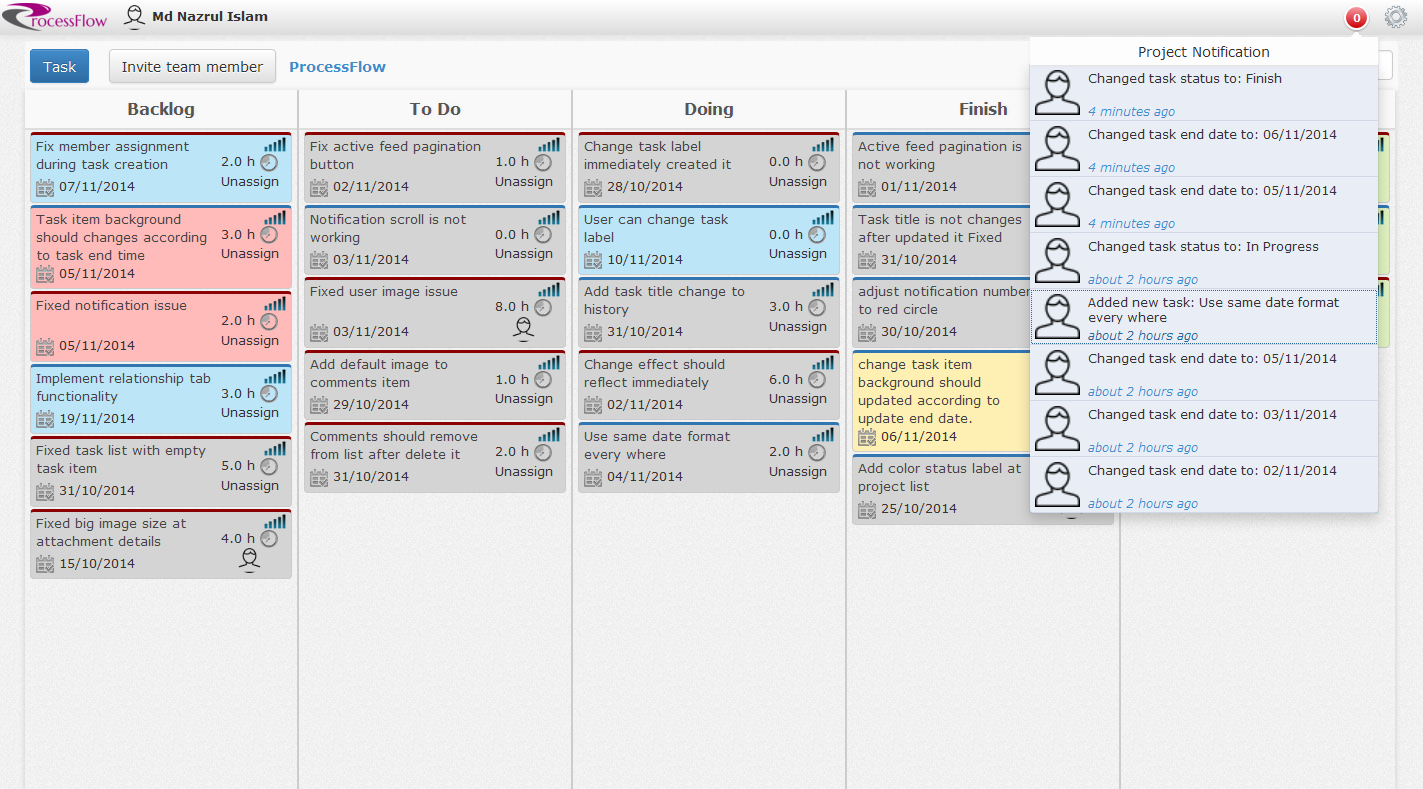 ProcessFlow
Md Nazrul Islam
0
Task
Invite team member
ProcessFlow
Backlog
Fix member assignment
during task creation
2.0 h
07/11/2014
Unassign
Task item background
should changes according
to task end time
3.0 h
05/11/2014
Unassign
Fixed notification issue
2.0 h
05/11/2014
Unassign
Implement relationship tab
functionality
3.0 h
19/11/2014
Unassign
Fixed task list with empty
task item
5.0 h
31/10/2014
Unassign
Fixed big image size at
attachment details
4.0 h
15/10/2014
To Do
Fix active feed pagination
button
1.0 h
02/11/2014
Unassign
Notification scroll is not
working
0.0 h
03/11/2014
Unassign
Fixed user image issue
8.0 h
03/11/2014
Add default image to
comments item
1.0 h
29/10/2014
Unassign
Comments should remove
from list after delete it
2.0 h
31/10/2014
Unassign
Doing
Change task label
immediately created it
0.0 h
28/10/2014
Unassign
User can change task
label
0.0 h
10/11/2014
Unassign
Add task title change to
history
3.0 h
31/10/2014
Unassign
Change effect should
reflect immediately
6.0 h
02/11/2014
Unassign
Use same date format
every where
2.0 h
04/11/2014
Unassign
Finish
Active feed pagination is
not working
01/11/2014
Task title is not changes
after updated it Fixed
31/10/2014
adjust notification number
to red circle
30/10/2014
change task item
background should
updated according to
update end date.
06/11/2014
Add color status label at
project list
25/10/2014
Project Notification
Changed task status to: Finish
4 minutes ago
Changed task end date to: 06/11/2014
4 minutes ago
Changed task end date to: 05/11/2014
4 minutes ago
Changed task status to: In Progress
about 2 hours ago
Added new task: Use same date format
every where
about 2 hours ago
Changed task end date to: 05/11/2014
about 2 hours ago
Changed task end date to: 03/11/2014
about 2 hours ago
Changed task end date to: 02/11/2014
about 2 hours ago